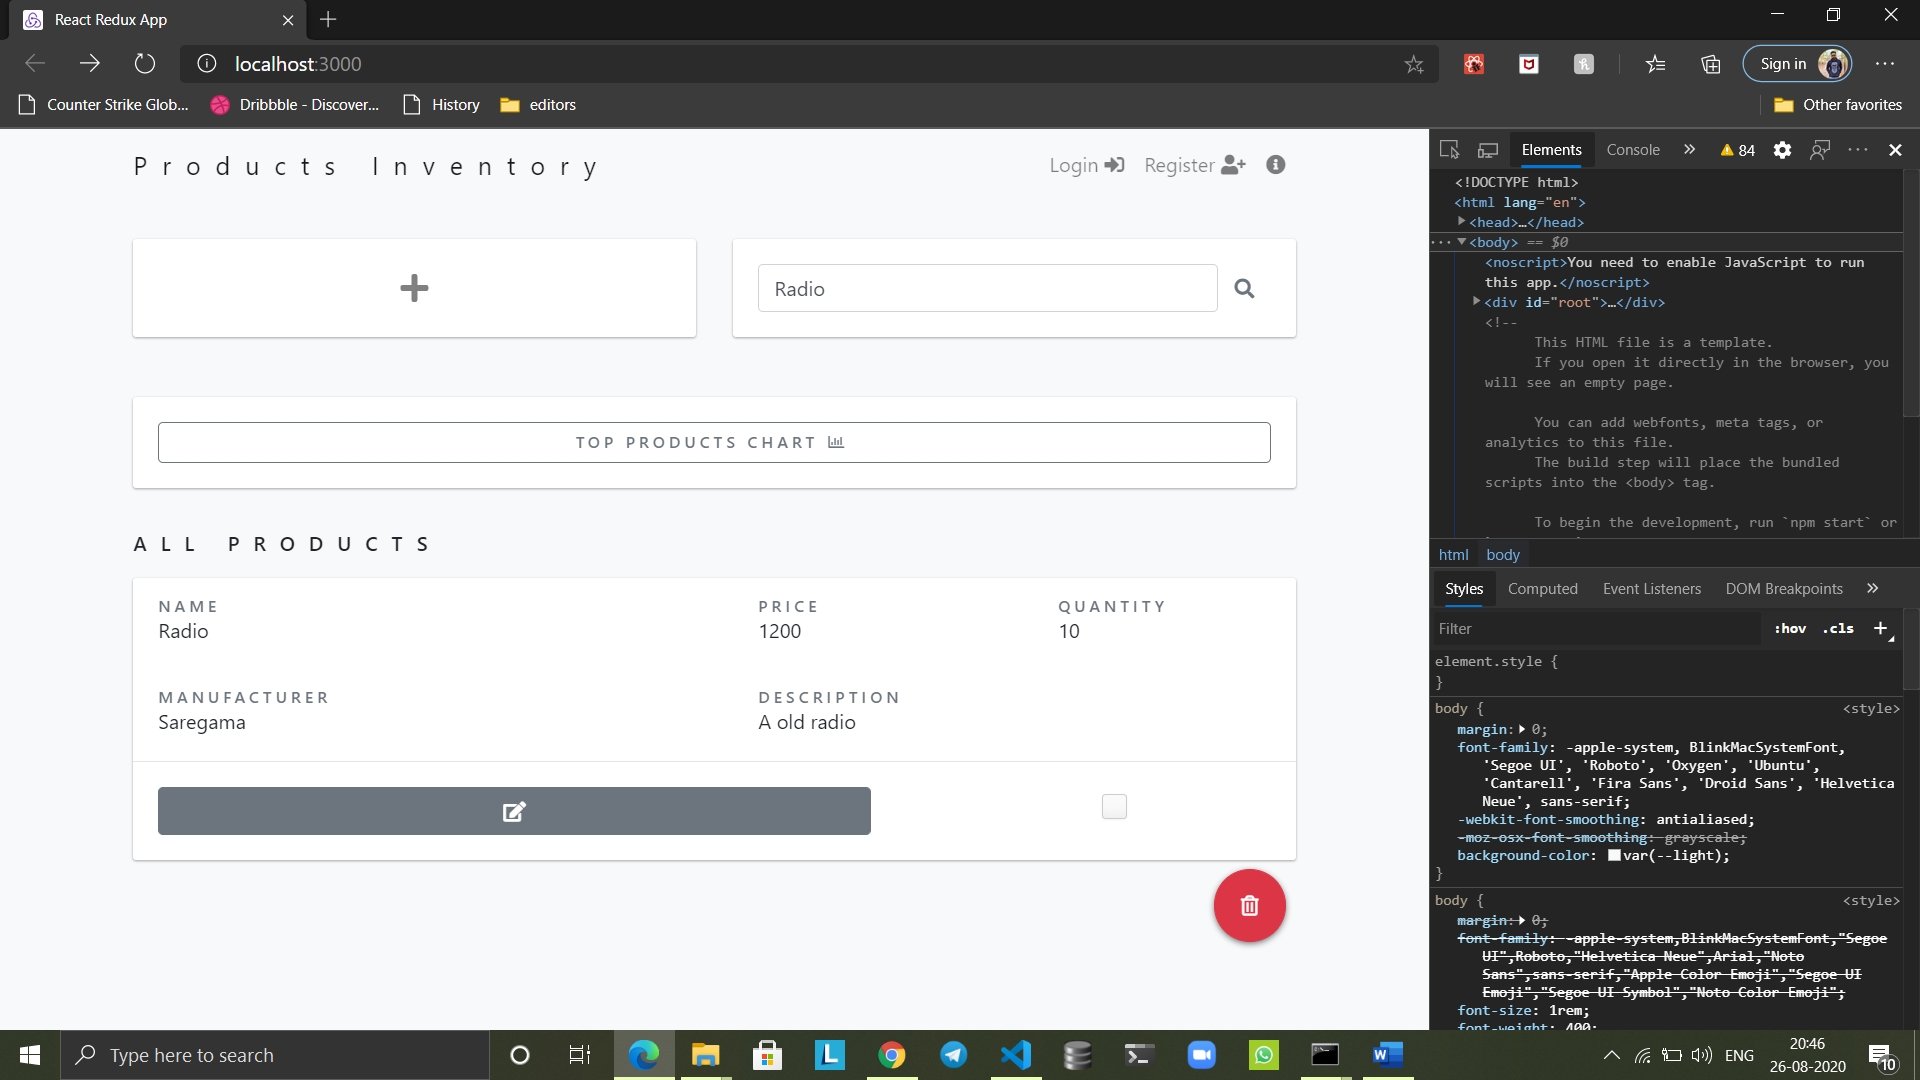 React Redux App
localhost:3000
Sign in
Counter Strike Glob...
Dribbble - Discover...
History
editors
Other favorites
Products Inventory
Login
Register
Radio
TOP PRODUCTS CHART
ALL PRODUCTS
NAME
PRICE
QUANTITY
Radio
1200
10
MANUFACTURER
DESCRIPTION
Saregama
A old radio
Elements
Console
84
<!DOCTYPE html>
<html lang="en">
<head>…</head>
<body> == $0
<noscript>You need to enable JavaScript to run
this app.</noscript>
<div id="root">…</div>
<!--
This HTML file is a template.
If you open it directly in the browser, you
will see an empty page.
You can add webfonts, meta tags, or
analytics to this file.
The build step will place the bundled
scripts into the <body> tag.
To begin the development, run `npm start` or
html
body
Styles
Computed
Event Listeners
DOM Breakpoints
Filter
:hov
.cls
element.style {
}
body {
<style>
margin: 0;
font-family: -apple-system, BlinkMacSystemFont,
'Segoe UI', 'Roboto', 'Oxygen', 'Ubuntu',
'Cantarell', 'Fira Sans', 'Droid Sans', 'Helvetica
Neue', sans-serif;
-webkit-font-smoothing: antialiased;
-moz-osx-font-smoothing: grayscale;
background-color: var(--light);
}
body {
<style>
margin: 0;
font-family: -apple-system,BlinkMacSystemFont,"Segoe
UI",Roboto,"Helvetica Neue",Arial,"Noto
Sans",sans-serif,"Apple Color Emoji","Segoe UI
Emoji","Segoe UI Symbol","Noto Color Emoji";
font-size: 1rem;
font-weight: 400;
Type here to search
ENG
20:46
26-08-2020
10